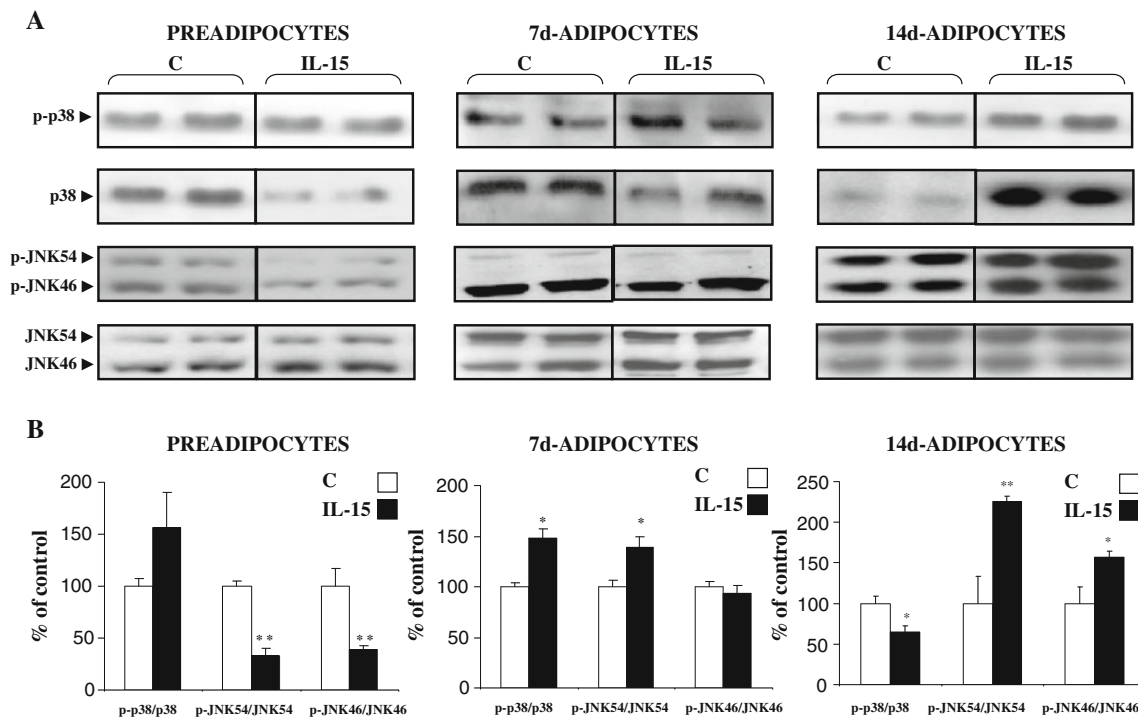 A
PREADIPOCYTES 7d-ADIPOCYTES 14d-ADIPOCYTES
C IL-15 C IL-15 C IL-15
p-p38
p38
p-JNK54
p-JNK46
JNK54
JNK46
B
PREADIPOCYTES
C
IL-15
% of control
200
150
100
50
0
** **
p-p38/p38 p-JNK54/JNK54 p-JNK46/JNK46
7d-ADIPOCYTES
C
IL-15
% of control
200
150
100
50
0
* *
p-p38/p38 p-JNK54/JNK54 p-JNK46/JNK46
14d-ADIPOCYTES
C
IL-15
% of control
250
200
150
100
50
0
* ** *
p-p38/p38 p-JNK54/JNK54 p-JNK46/JNK46